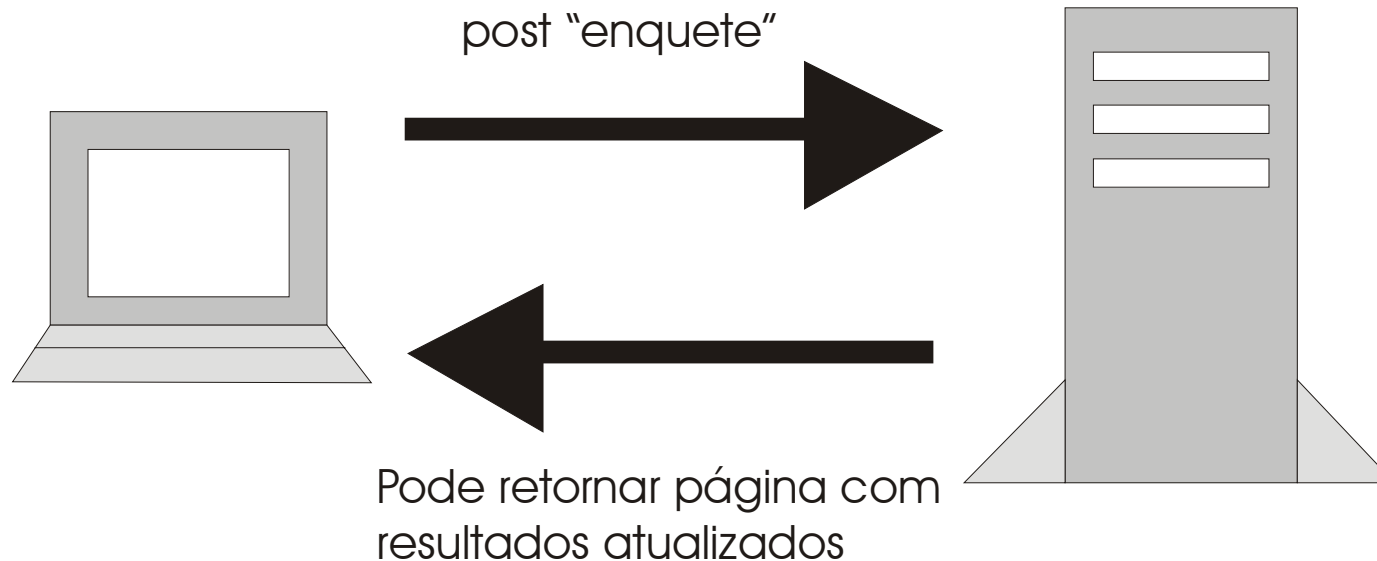 post “enquete”
Pode retornar página com
resultados atualizados